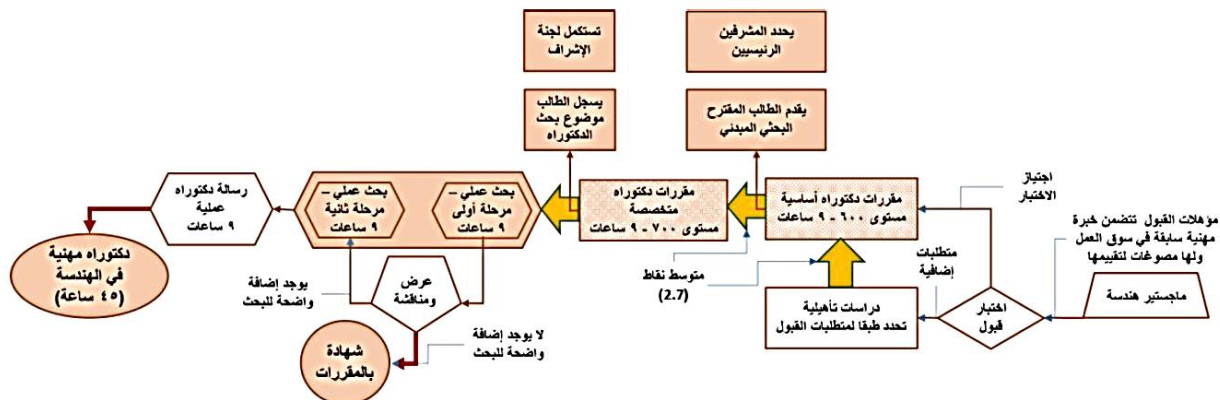 يحدد المشرفين
الرئيسيين
تستكمل لجنة
الإشراف
يقدم الطالب المقترح
البحثي المبدئي
يسجل الطالب
موضوع بحث
الدكتوراه
اجتياز
الاختبار
مؤهلات القبول تتضمن خبرة
مهنية سابقة في سوق العمل
ولها مصوغات لتقييمها
ماجستير هندسة
اختبار
قبول
متطلبات
إضافية
دراسات تأهيلية
تحدد طبقا لمتطلبات القبول
مقررات دكتوراه أساسية
مستوى ٦٠٠ - ٩ ساعات
متوسط نقاط
(2.7)
مقررات دكتوراه
متخصصة
مستوى ٧٠٠ - ٩ ساعات
بحث عملي –
مرحلة أولى
٩ ساعات
عرض
ومناقشة
يوجد إضافة
واضحة للبحث
لا يوجد إضافة
واضحة للبحث
شهادة
بالمقررات
بحث عملي –
مرحلة ثانية
٩ ساعات
رسالة دكتوراه
عملية
٩ ساعات
دكتوراه مهنية
في الهندسة
(٤٥ ساعة)